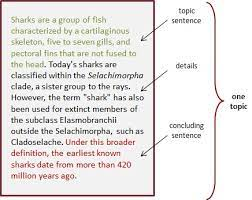 Sharks are a group of fish
characterized by a cartilaginous
skeleton, five to seven gills, and
pectoral fins that are not fused to
the head. Today's sharks are
classified within the Selachimorpha
clade, a sister group to the rays.
However, the term "shark" has also
been used for extinct members of
the subclass Elasmobranchii
outside the Selachimorpha, such as
Cladoselache. Under this broader
definition, the earliest known
sharks date from more than 420
million years ago.
topic
sentence
details
concluding
sentence
one
topic